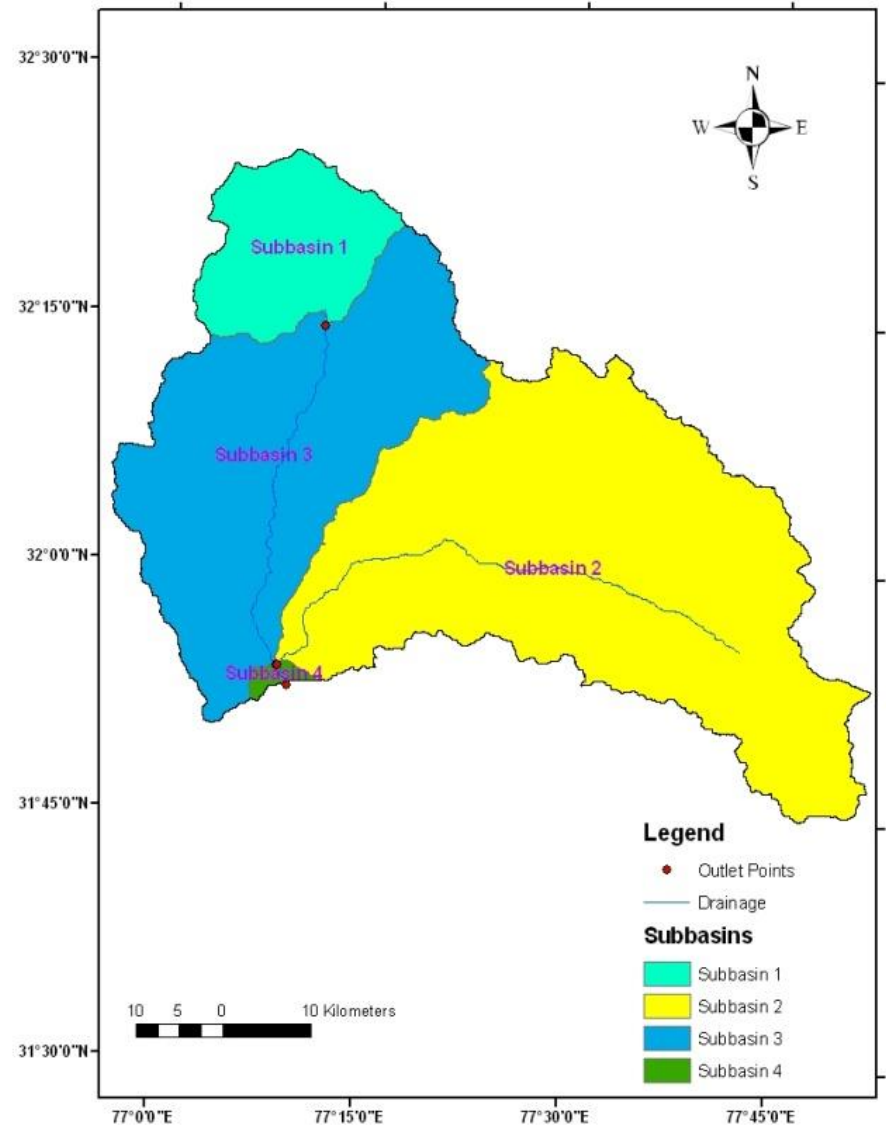 32°30'0"N
N
W E
S
Subbasin 1
32°15'0"N
Subbasin 3
32°0'0"N
Subbasin 2
Subbasin 4
31°45'0"N
Legend
Outlet Points
Drainage
Subbasins
Subbasin 1
Subbasin 2
Subbasin 3
Subbasin 4
10 5 0 10 Kilometers
31°30'0"N
77°0'0"E 77°15'0"E 77°30'0"E 77°45'0"E